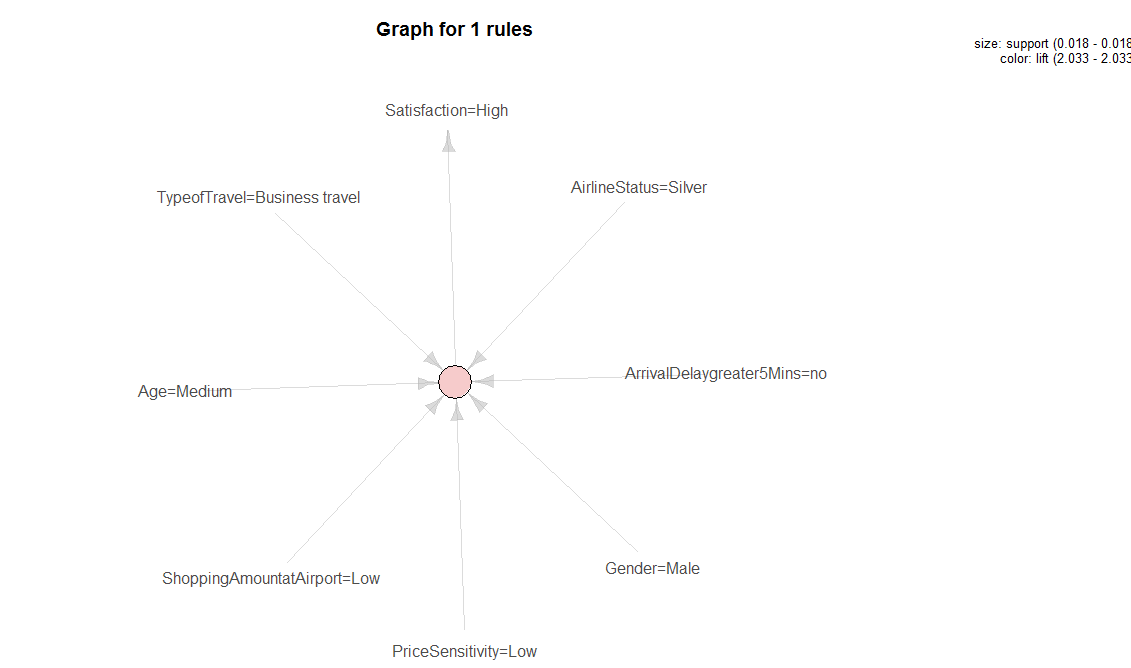 Graph for 1 rules
size: support (0.018 - 0.018
color: lift (2.033 - 2.033
Satisfaction=High
AirlineStatus=Silver
TypeofTravel=Business travel
ArrivalDelaygreater5Mins=no
Age=Medium
Gender=Male
ShoppingAmountatAirport=Low
PriceSensitivity=Low